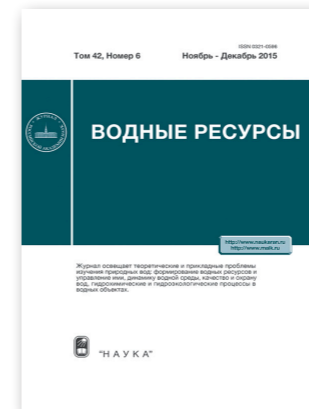 ISSN 0321-0596
Том 42, Номер 6
Ноябрь - Декабрь 2015
ВОДНЫЕ РЕСУРСЫ
http://www.naukaran.ru
http://www.maik.ru
Журнал освещает теоретические и прикладные проблемы
изучения природных вод: формирование водных ресурсов и
управление ими, динамику водной среды, качество и охрану
вод, гидрохимические и гидроэкологические процессы в
водных объектах.
"НАУКА"